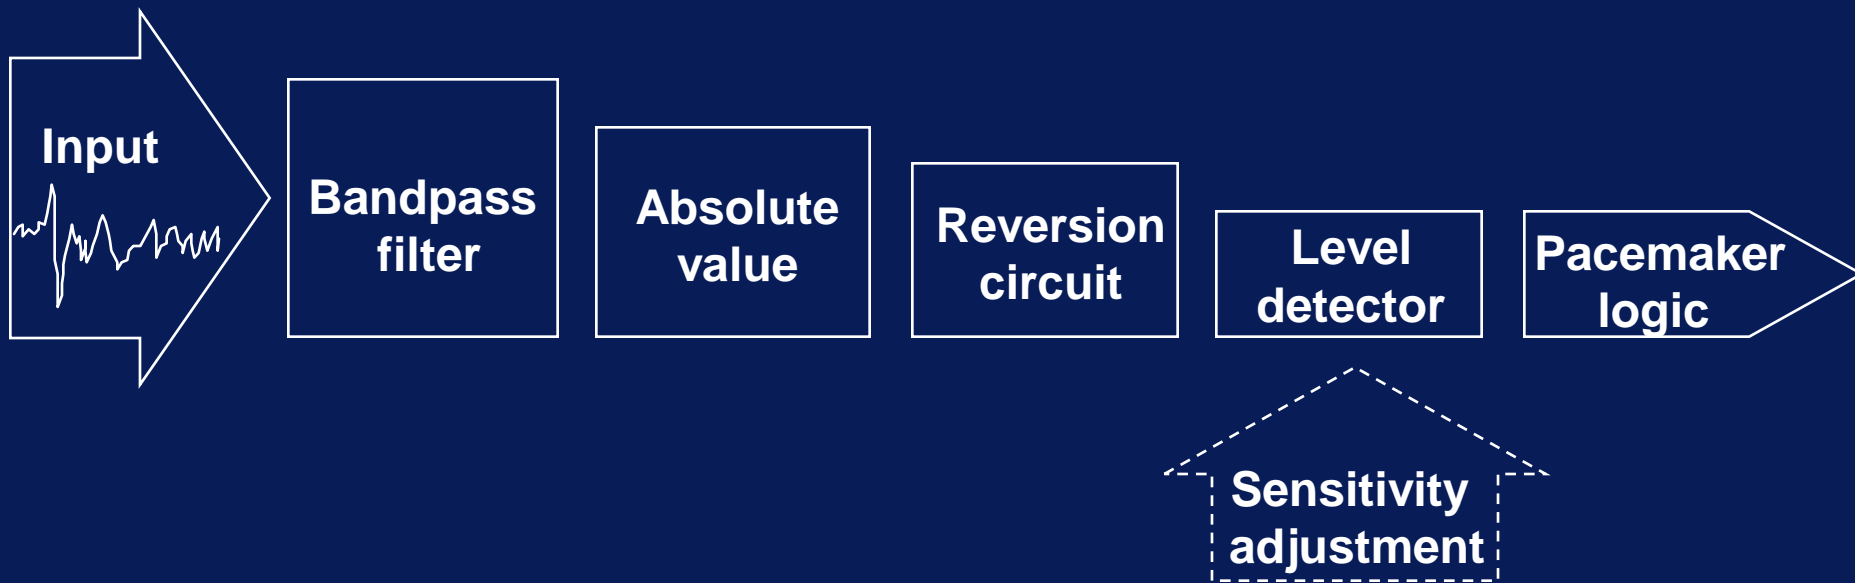 Input
Bandpass
filter
Absolute
value
Reversion
circuit
Level
detector
Pacemaker
logic
Sensitivity
adjustment